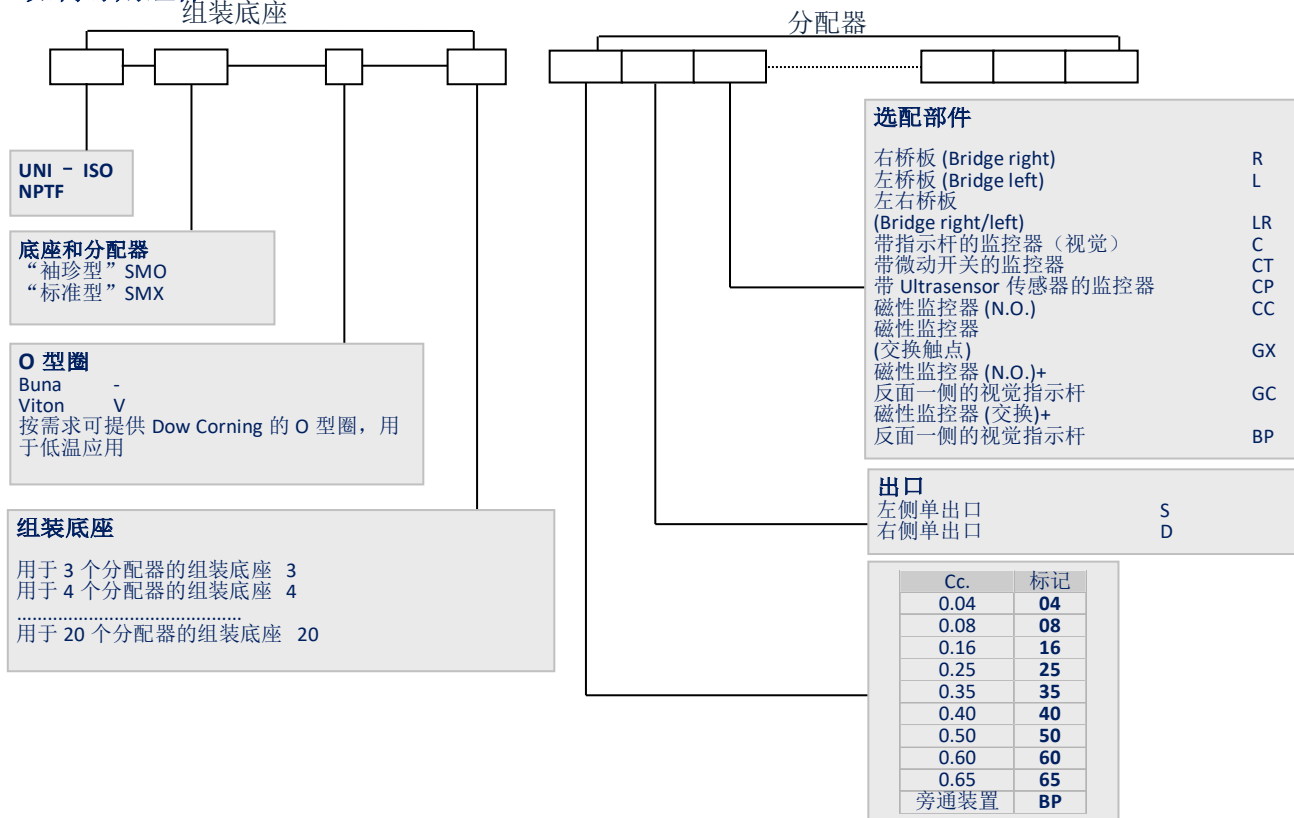 组装底座
分配器
UNI - ISO
NPTF
底座和分配器
“袖珍型”SMO
“标准型”SMX
O 型圈
Buna -
Viton V
按需求可提供 Dow Corning 的 O 型圈，用
于低温应用
组装底座
用于 3 个分配器的组装底座 3
用于 4 个分配器的组装底座 4
............................................
用于 20 个分配器的组装底座 20
选配部件
右桥板 (Bridge right) R
左桥板 (Bridge left) L
左右桥板
(Bridge right/left) LR
带指示杆的监控器（视觉） C
带微动开关的监控器 CT
带 Ultrasensor 传感器的监控器 CP
磁性监控器 (N.O.) CC
磁性监控器
(交换触点) GX
磁性监控器 (N.O.)+
反面一侧的视觉指示杆 GC
磁性监控器 (交换)+
反面一侧的视觉指示杆 BP
出口
左侧单出口 S
右侧单出口 D
Cc. 标记
0.04 04
0.08 08
0.16 16
0.25 25
0.35 35
0.40 40
0.50 50
0.60 60
0.65 65
旁通装置 BP